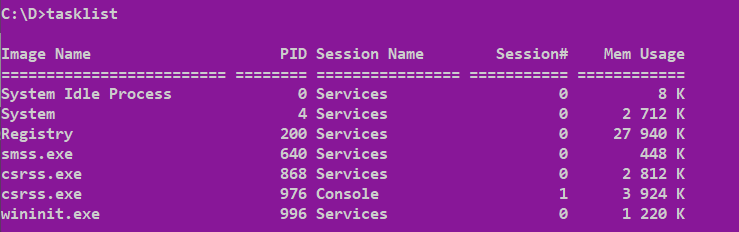 C:\D>tasklist
Image Name                     PID Session Name        Session#    Mem Usage
========================= ======== ================ =========== ============
System Idle Process              0 Services                   0          8 K
System                           4 Services                   0      2 712 K
Registry                       200 Services                   0     27 940 K
smss.exe                       640 Services                   0        448 K
csrss.exe                      868 Services                   0      2 812 K
csrss.exe                      976 Console                    1      3 924 K
wininit.exe                    996 Services                   0      1 220 K